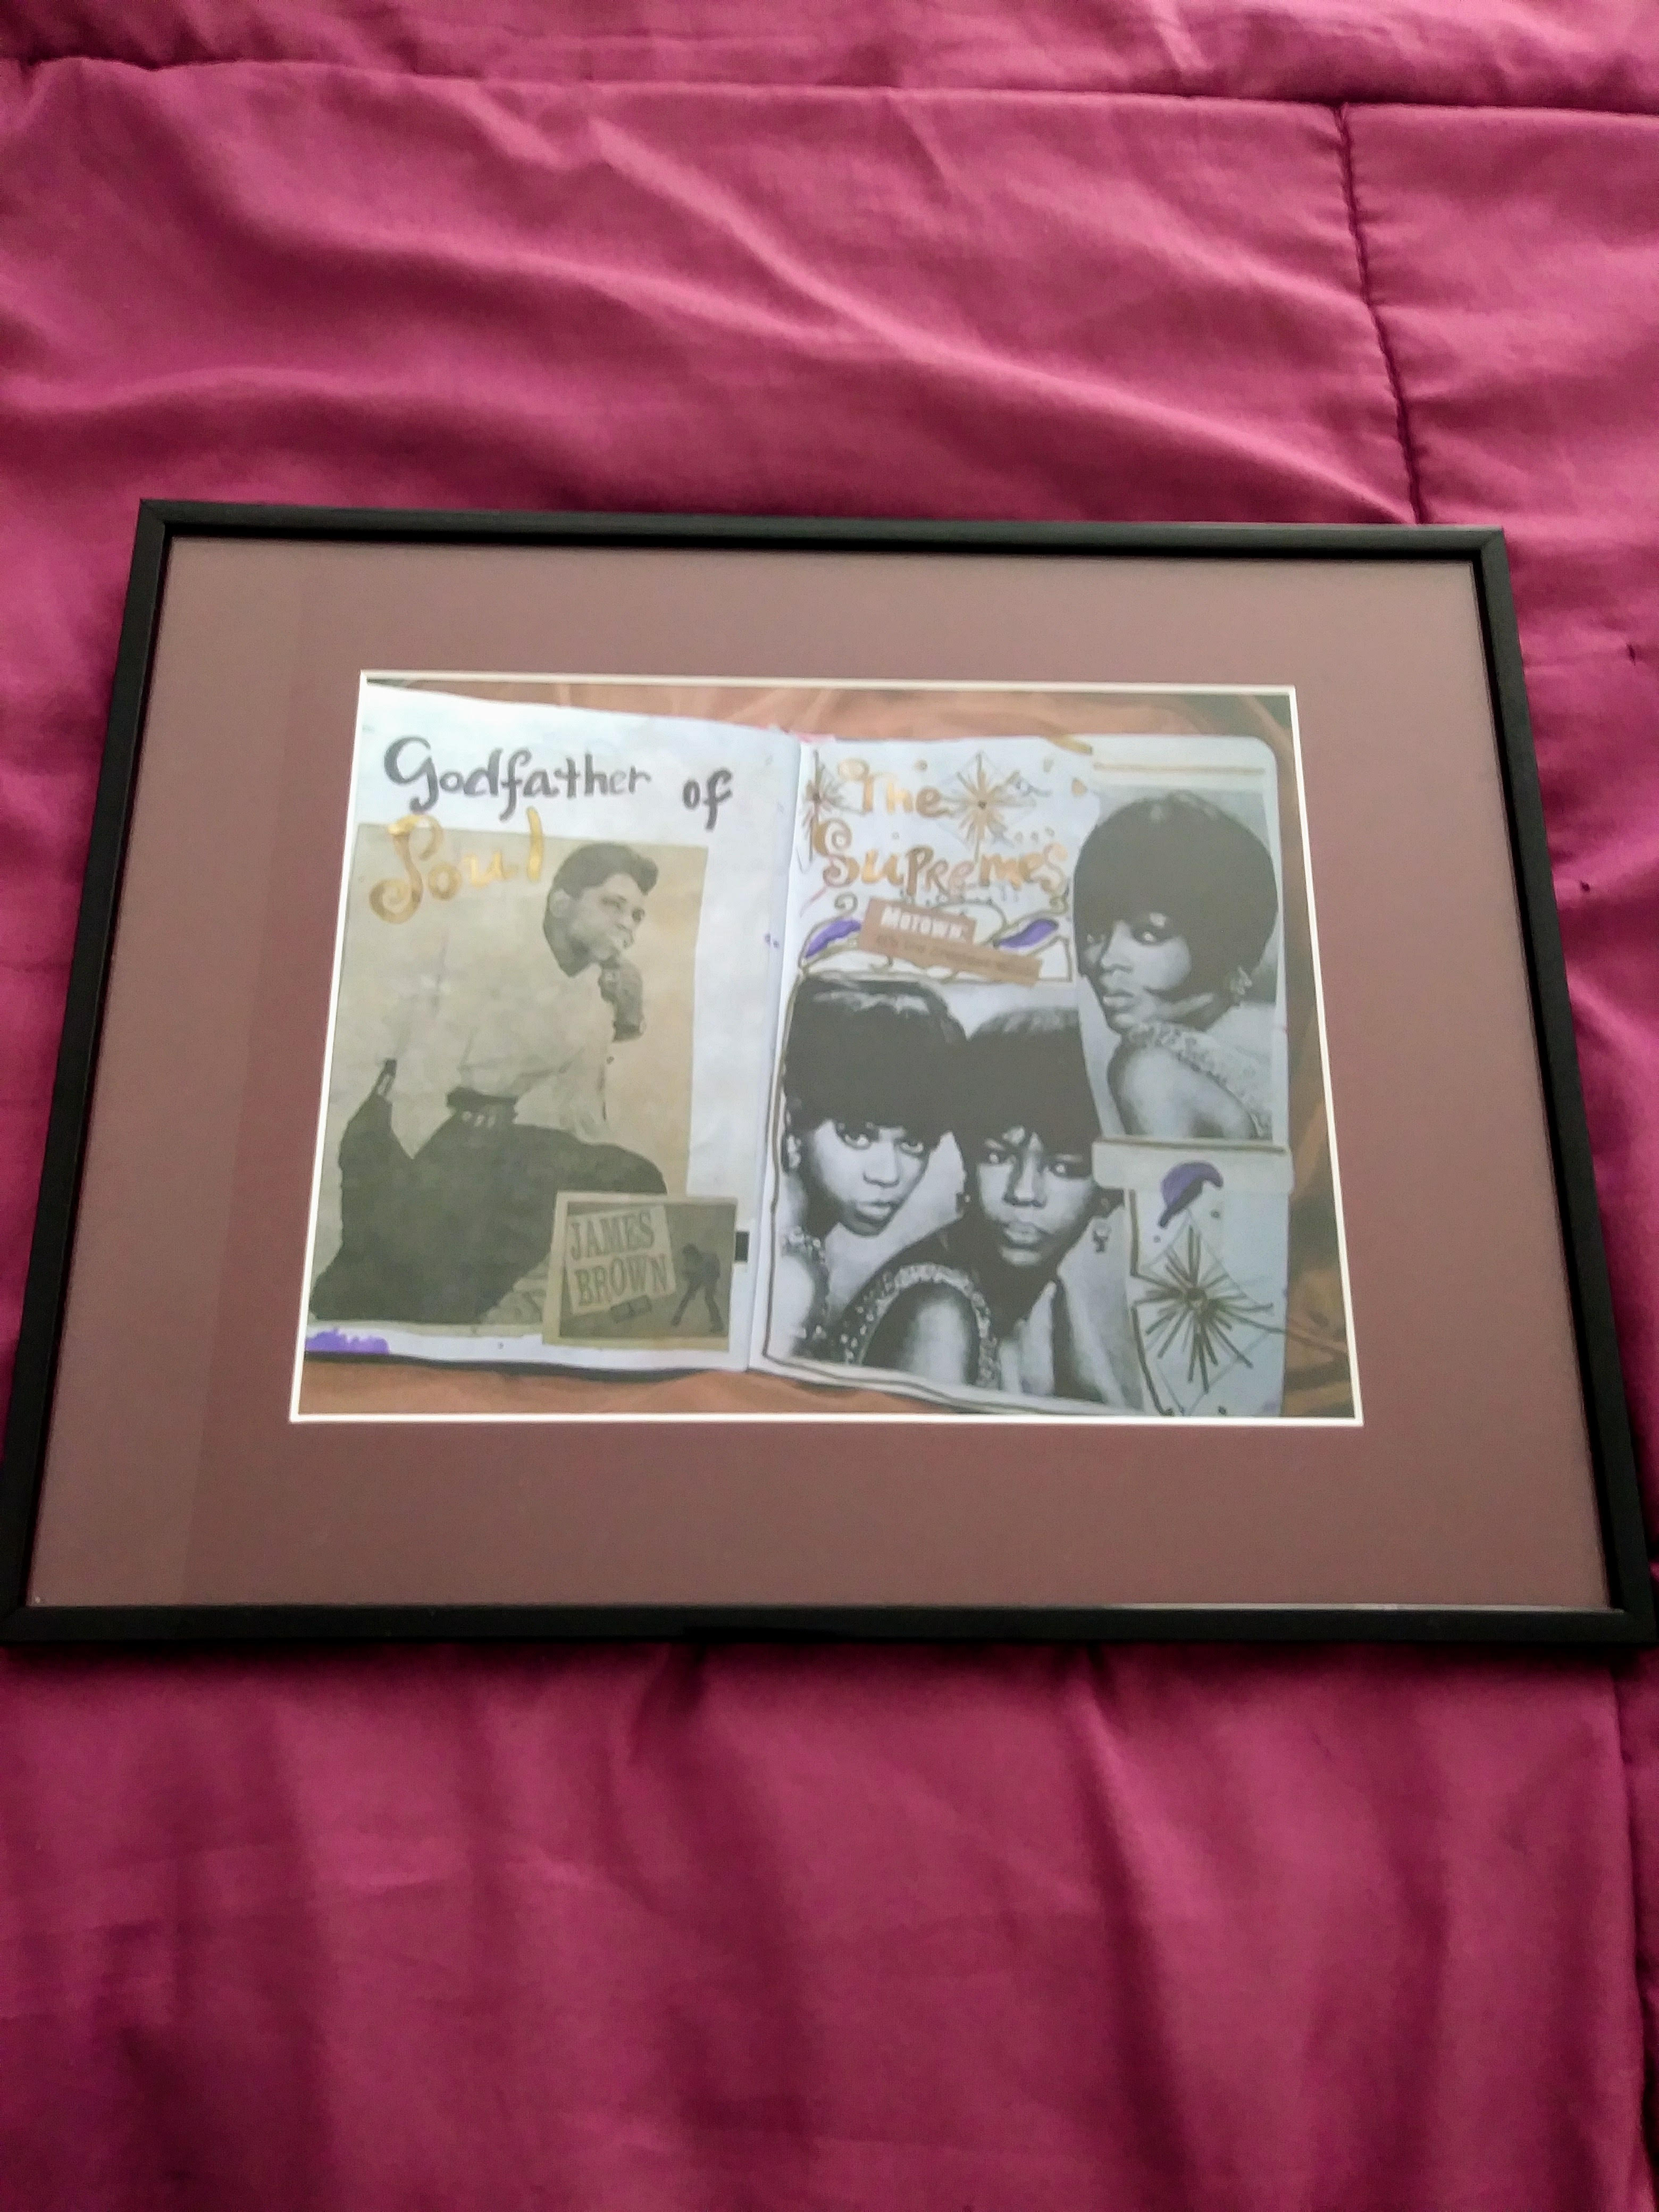 Godfather of
Soul
JAMES
BROWN
The
Supremes
MOTOWN